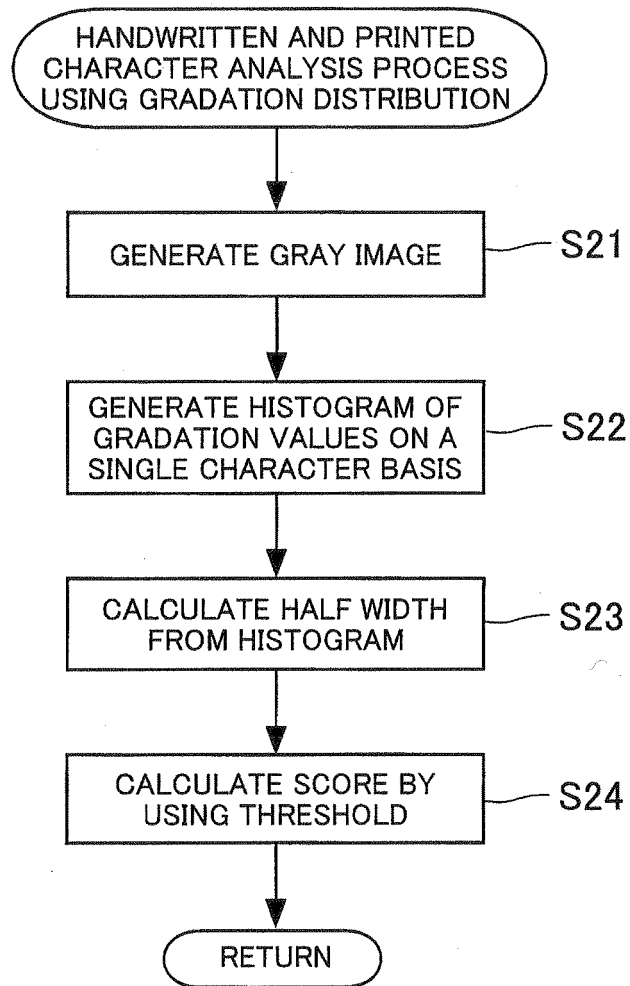 HANDWRITTEN AND PRINTED
CHARACTER ANALYSIS PROCESS
USING GRADATION DISTRIBUTION
GENERATE GRAY IMAGE
S21
GENERATE HISTOGRAM OF
GRADATION VALUES ON A
SINGLE CHARACTER BASIS
S22
CALCULATE HALF WIDTH
FROM HISTOGRAM
S23
CALCULATE SCORE BY
USING THRESHOLD
S24
RETURN